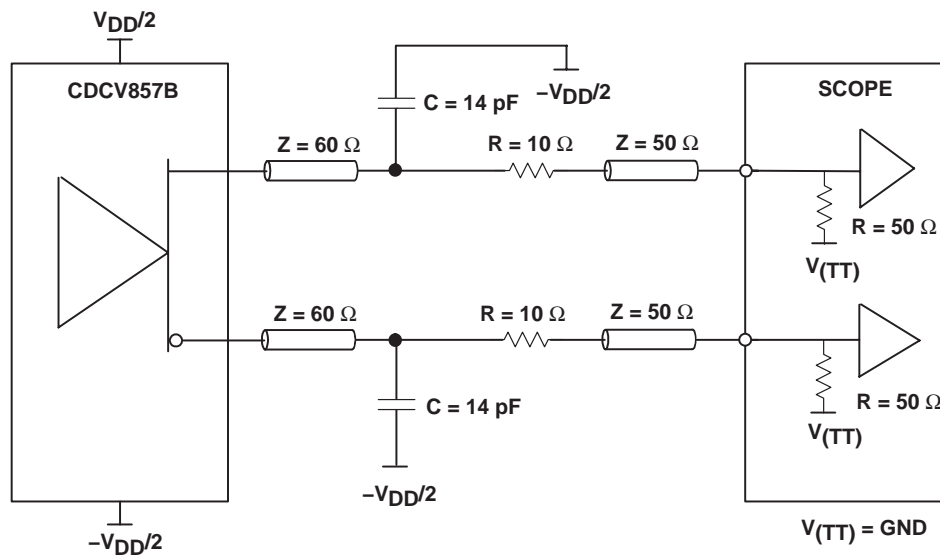 VDD/2
CDCV857B
SCOPE
–VDD/2
C = 14 pF
Z = 60 Ω
R = 10 Ω
Z = 50 Ω
R = 50 Ω
V(TT)
Z = 60 Ω
R = 10 Ω
Z = 50 Ω
C = 14 pF
R = 50 Ω
V(TT)
–VDD/2
–VDD/2
V(TT) = GND